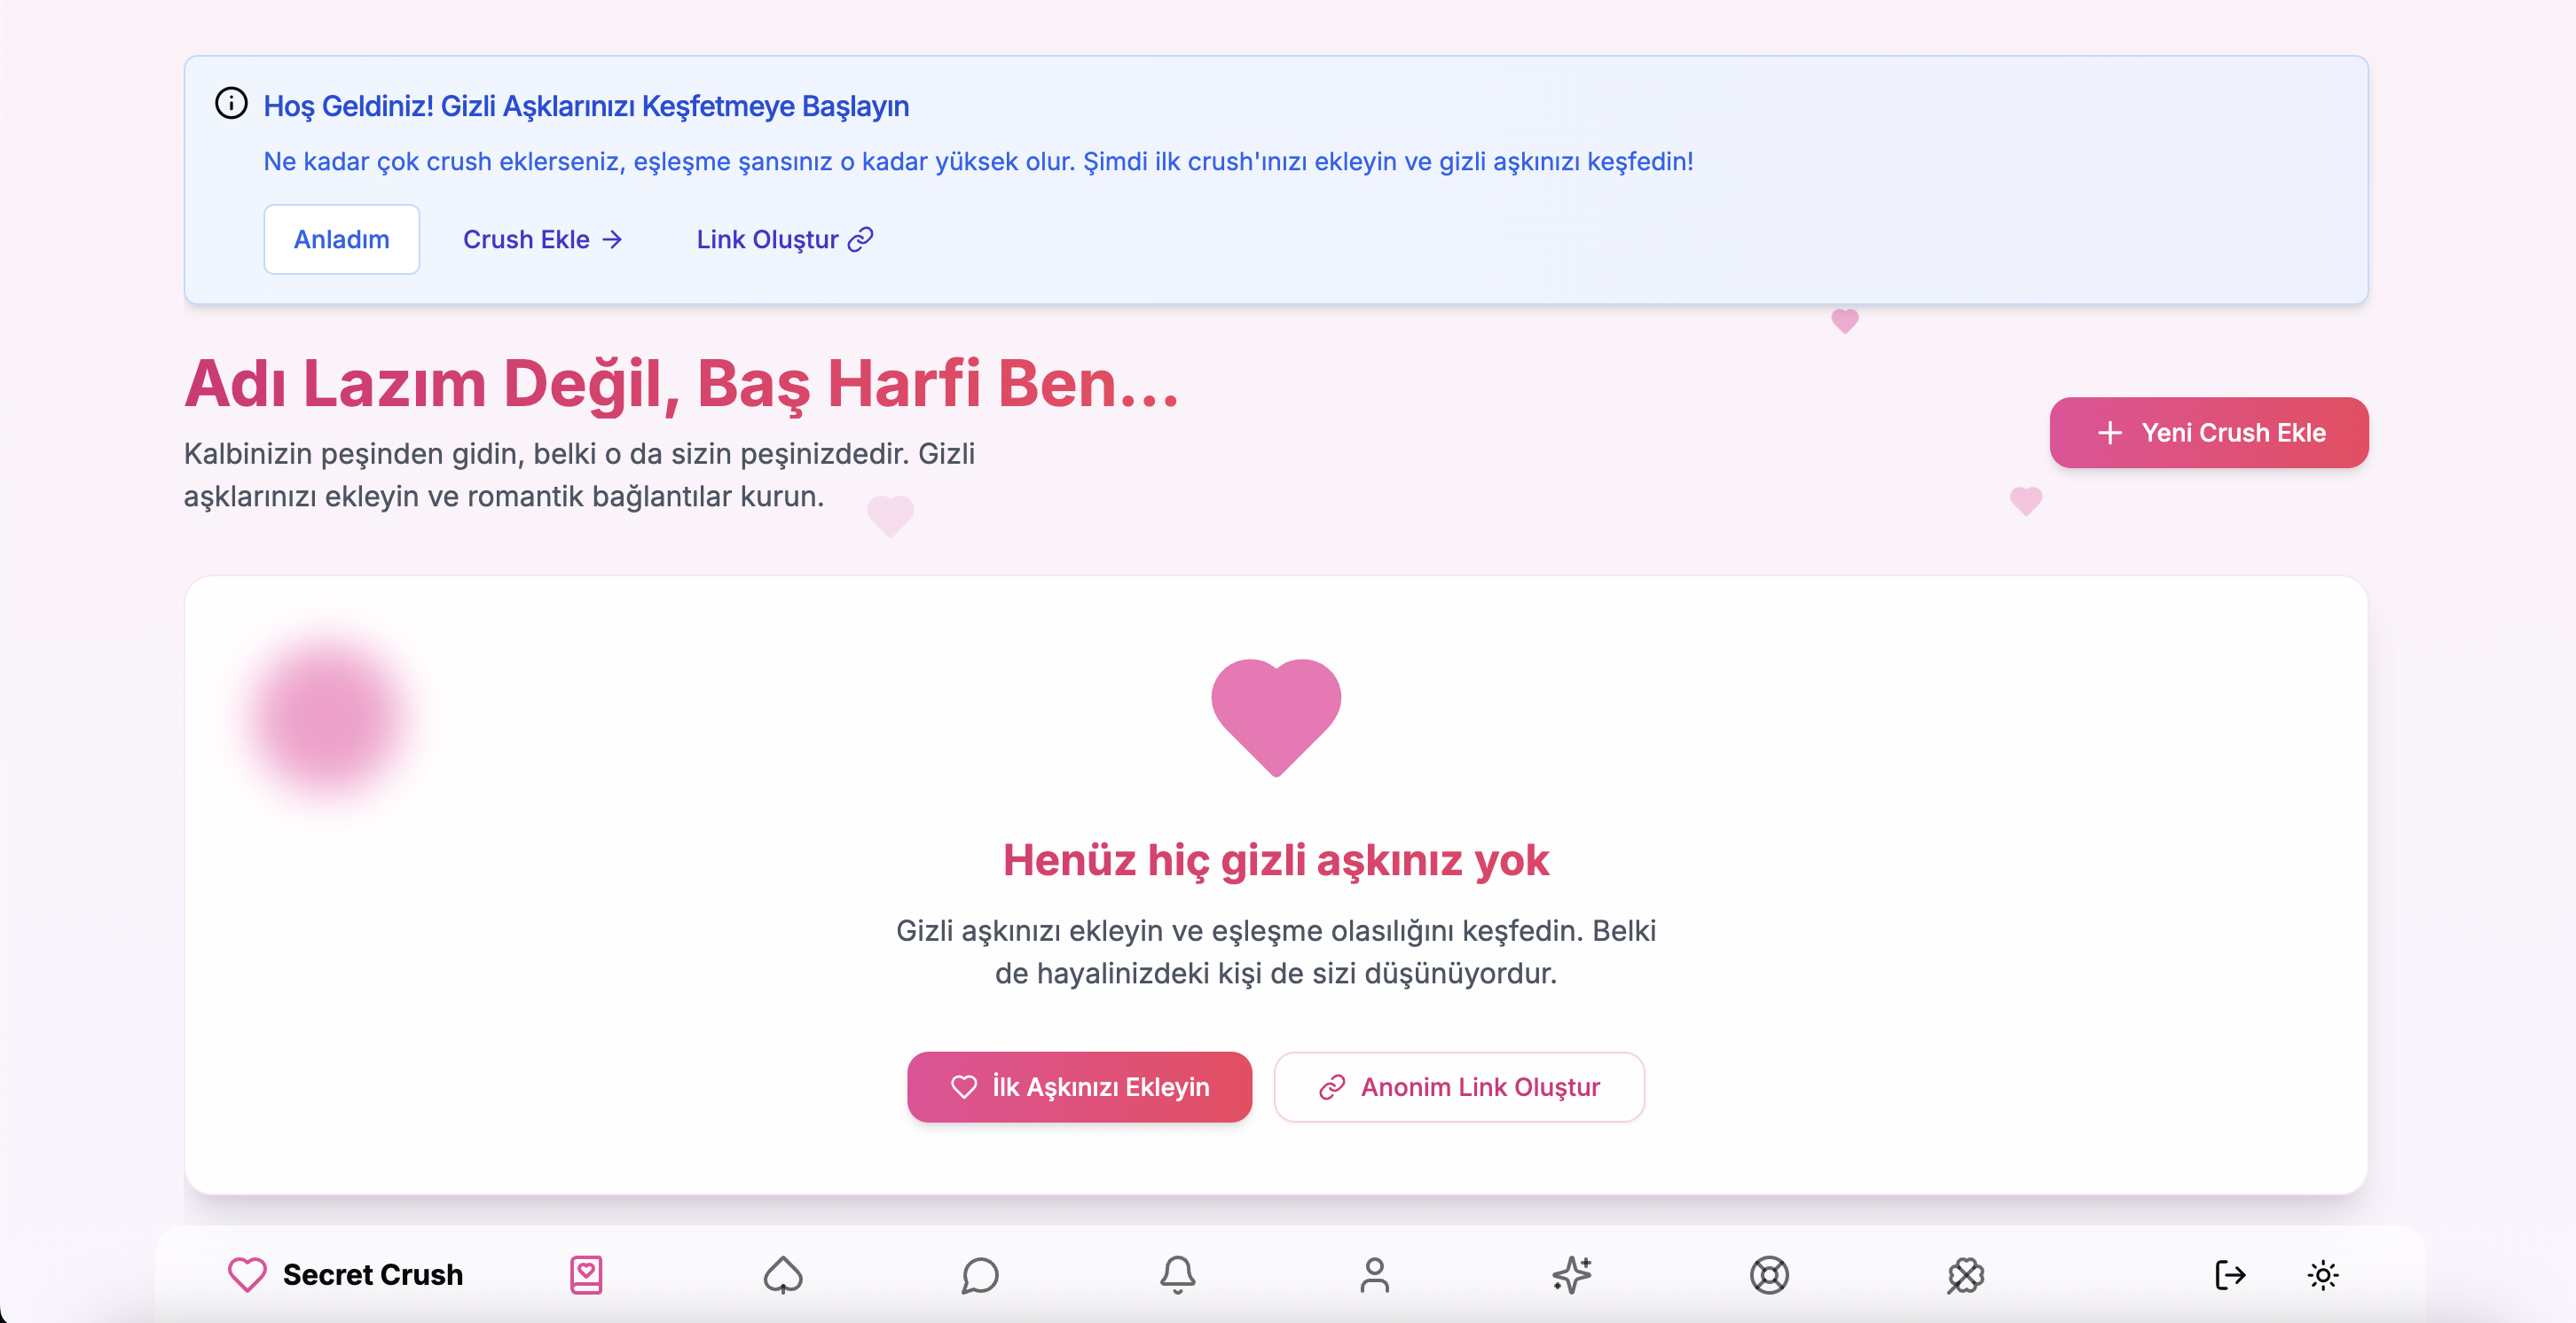 Hoş Geldiniz! Gizli Aşklarınızı Keşfetmeye Başlayın
Ne kadar çok crush eklerseniz, eşleşme şansınız o kadar yüksek olur. Şimdi ilk crush'ınızı ekleyin ve gizli aşkınızı keşfedin!
Anladım
Crush Ekle
Link Oluştur
Adı Lazım Değil, Baş Harfi Ben...
Kalbinizin peşinden gidin, belki o da sizin peşinizdedir. Gizli
aşklarınızı ekleyin ve romantik bağlantılar kurun.
Yeni Crush Ekle
Henüz hiç gizli aşkınız yok
Gizli aşkınızı ekleyin ve eşleşme olasılığını keşfedin. Belki
de hayalinizdeki kişi de sizi düşünüyordur.
İlk Aşkınızı Ekleyin
Anonim Link Oluştur
Secret Crush